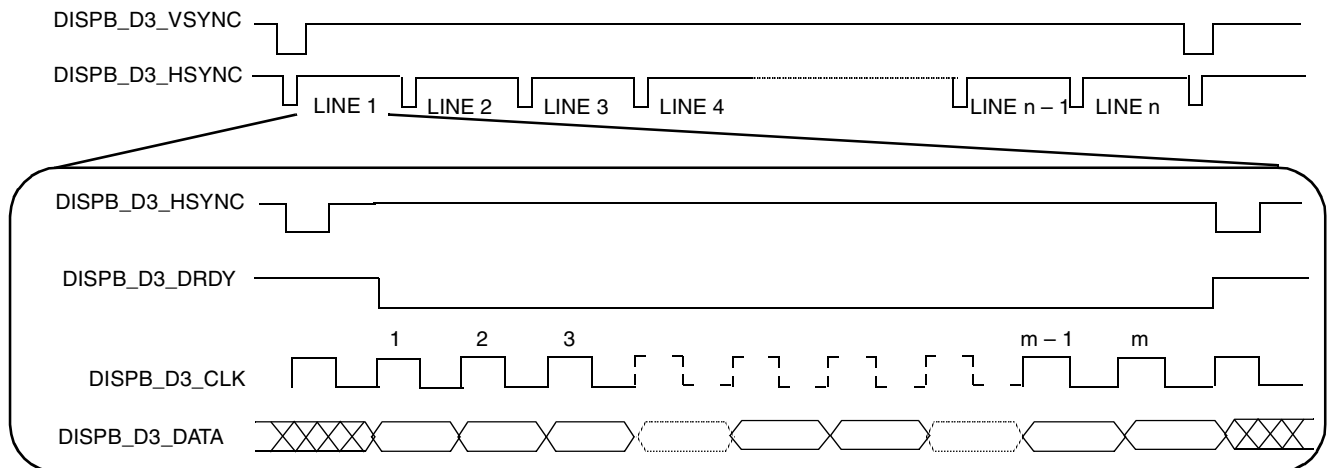 DISPB_D3_VSYNC
DISPB_D3_HSYNC
LINE 1 LINE 2 LINE 3 LINE 4 LINE n – 1 LINE n
DISPB_D3_HSYNC
DISPB_D3_DRDY
1 2 3 m – 1 m
DISPB_D3_CLK
DISPB_D3_DATA